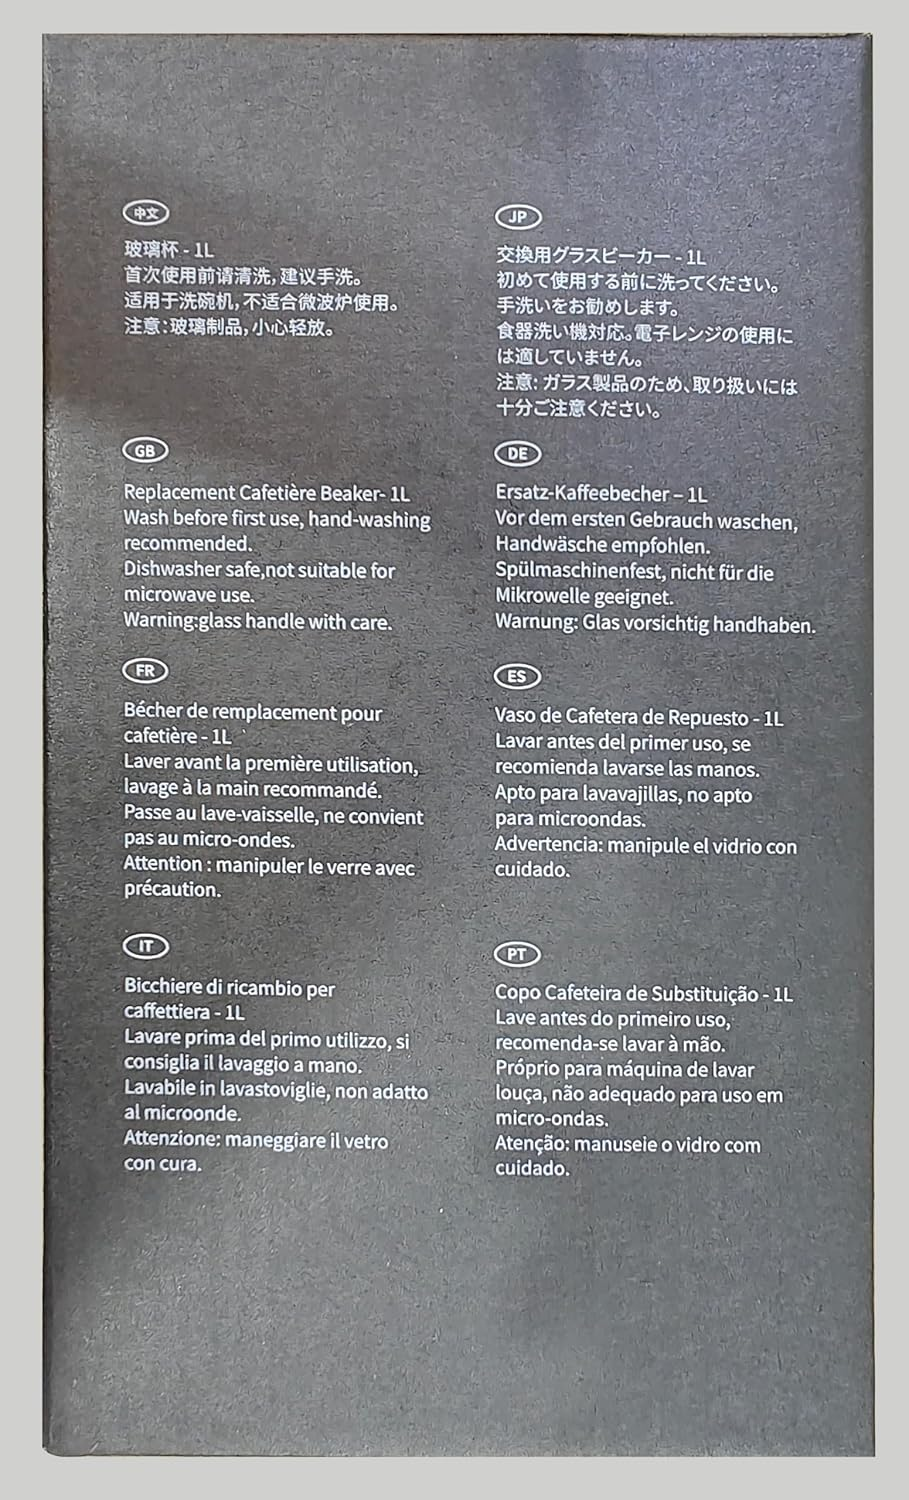 中文
玻璃杯 - 1L
首次使用前请清洗，建议手洗。
适用于洗碗机，不适合微波炉使用。
注意：玻璃制品，小心轻放。
JP
交換用グラスビーカー - 1L
初めて使用する前に洗ってください。
手洗いをお勧めします。
食器洗い機対応。電子レンジの使用に
は適していません。
注意: ガラス製品のため、取り扱いには
十分ご注意ください。
GB
Replacement Cafetière Beaker- 1L
Wash before first use, hand-washing
recommended.
Dishwasher safe,not suitable for
microwave use.
Warning:glass handle with care.
DE
Ersatz-Kaffeebecher – 1L
Vor dem ersten Gebrauch waschen,
Handwäsche empfohlen.
Spülmaschinenfest, nicht für die
Mikrowelle geeignet.
Warnung: Glas vorsichtig handhaben.
FR
Bécher de remplacement pour
cafetière - 1L
Laver avant la première utilisation,
lavage à la main recommandé.
Passe au lave-vaisselle, ne convient
pas au micro-ondes.
Attention : manipuler le verre avec
précaution.
ES
Vaso de Cafetera de Repuesto - 1L
Lavar antes del primer uso, se
recomienda lavarse las manos.
Apto para lavavajillas, no apto
para microondas.
Advertencia: manipule el vidrio con
cuidado.
IT
Bicchiere di ricambio per
caffettiera - 1L
Lavare prima del primo utilizzo, si
consiglia il lavaggio a mano.
Lavabile in lavastoviglie, non adatto
al microonde.
Attenzione: maneggiare il vetro
con cura.
PT
Copo Cafeteira de Substituição - 1L
Lave antes do primeiro uso,
recomenda-se lavar à mão.
Próprio para máquina de lavar
louça, não adequado para uso em
micro-ondas.
Atenção: manuseie o vidro com
cuidado.